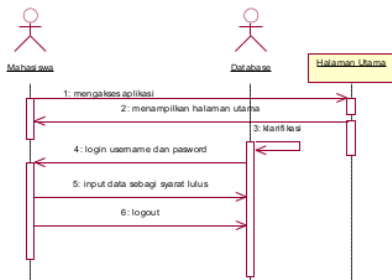 Mahasiswa
Database
Halaman Utama
1: mengakses aplikasi
2: menampilkan halaman utama
3: klarifikasi
4: login username dan pasword
5: input data sebagi syarat lulus
6: logout